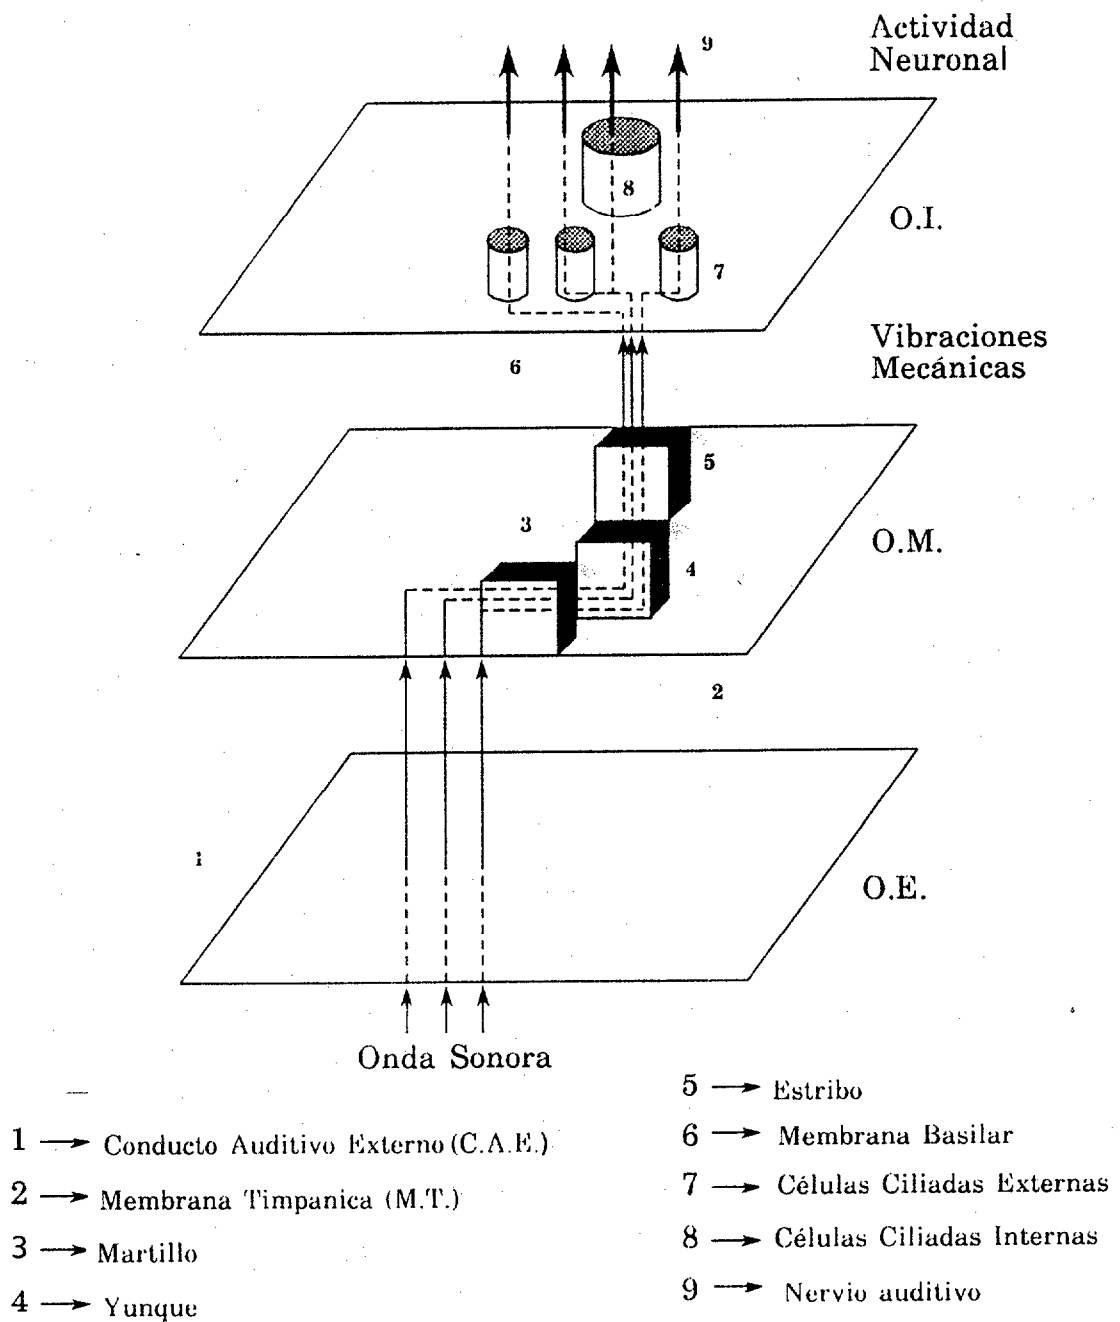 9
Actividad
Neuronal
8
O.I.
7
Vibraciones
Mecánicas
6
5
3
O.M.
4
2
1
O.E.
Onda Sonora
1 → Conducto Auditivo Externo (C.A.E.)
2 → Membrana Timpanica (M.T.)
3 → Martillo
4 → Yunque
5 → Estribo
6 → Membrana Basilar
7 → Células Ciliadas Externas
8 → Células Ciliadas Internas
9 → Nervio auditivo